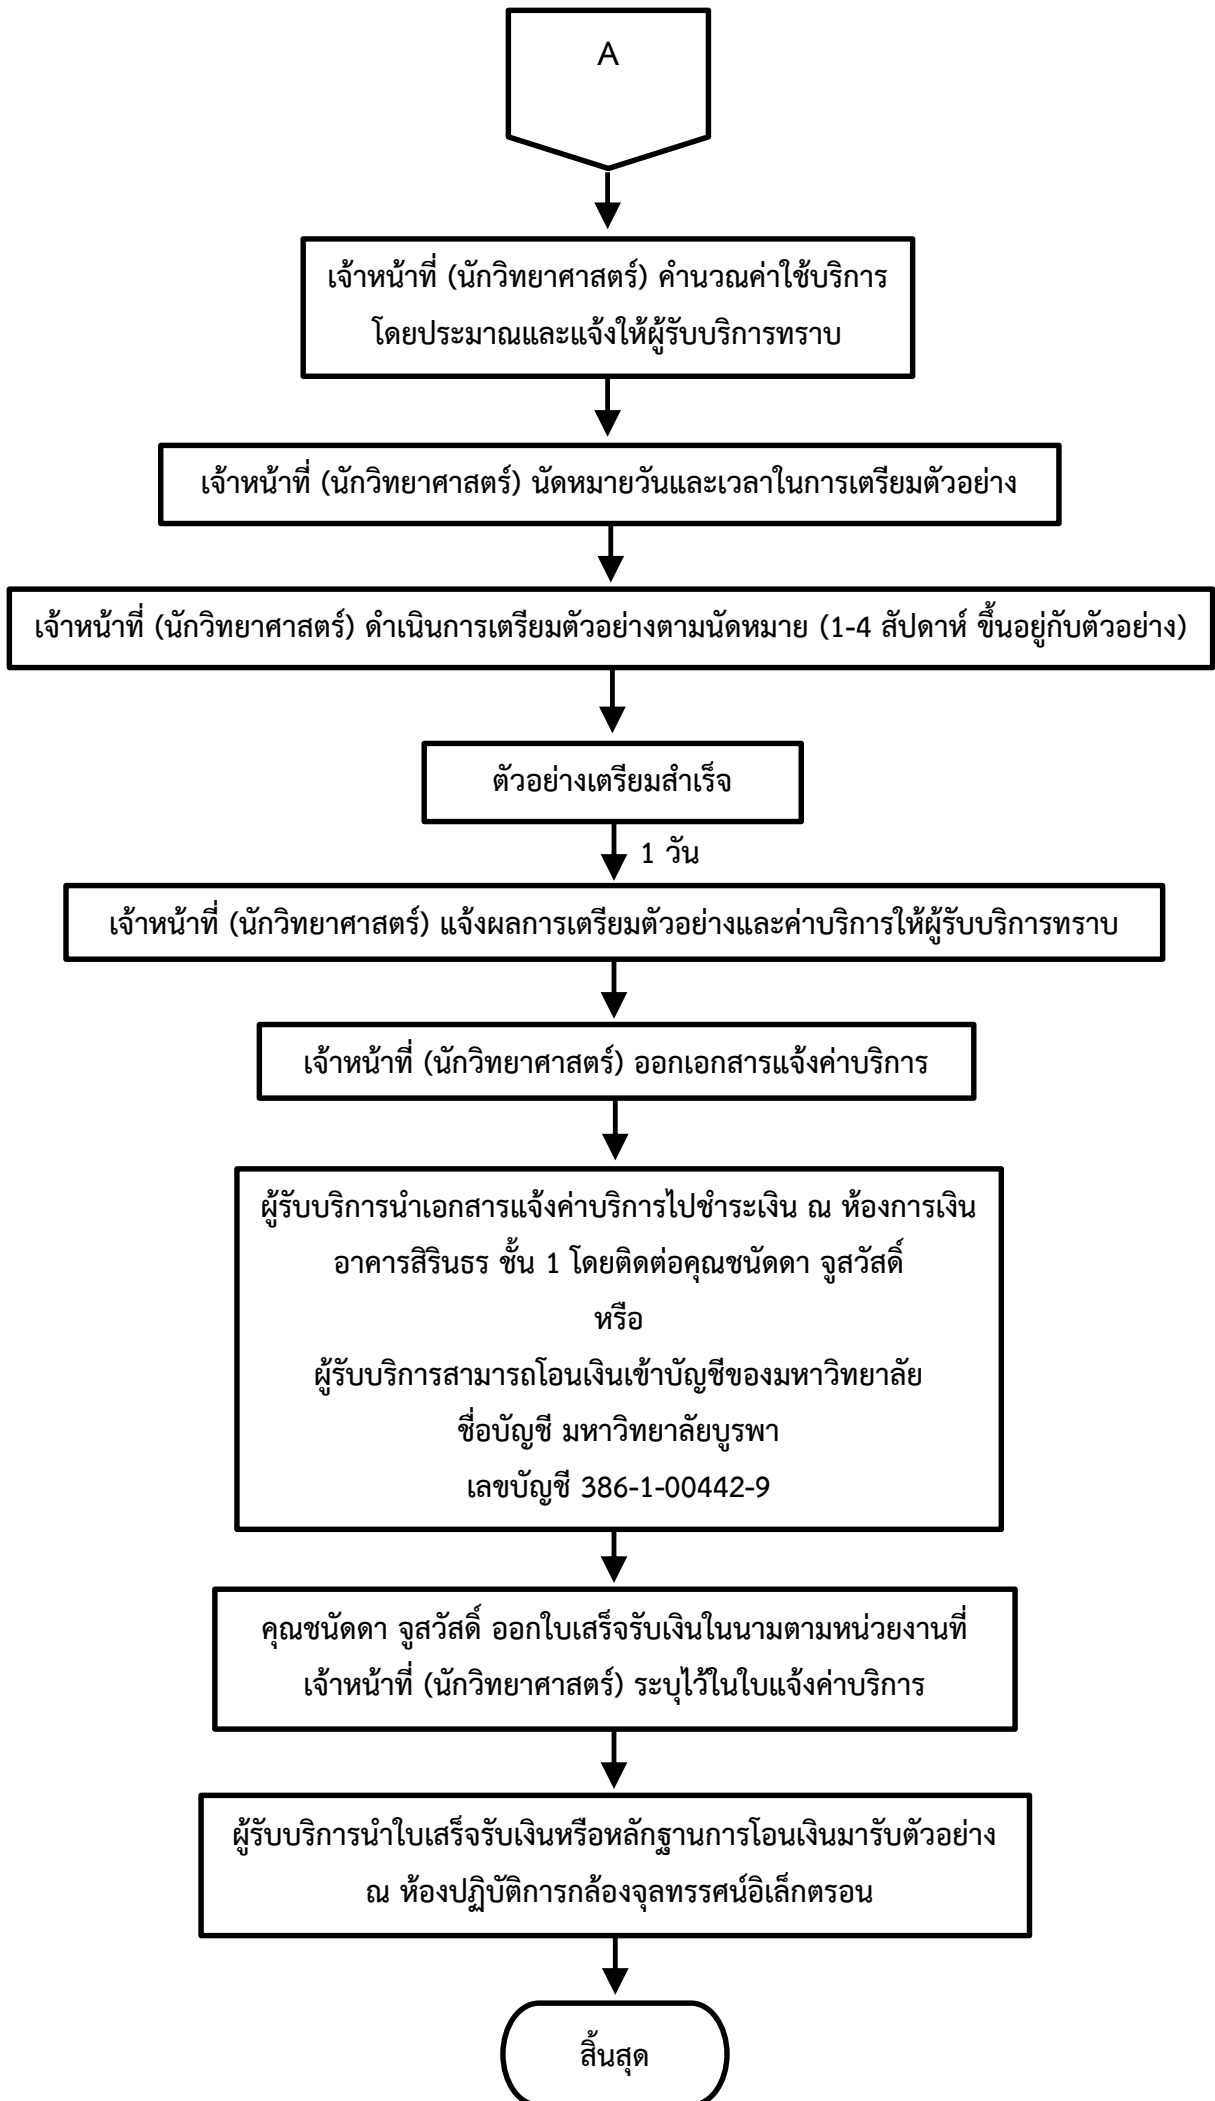 A
เจ้าหน้าที่ (นักวิทยาศาสตร์) คำนวณค่าใช้บริการ
โดยประมาณและแจ้งให้ผู้รับบริการทราบ
เจ้าหน้าที่ (นักวิทยาศาสตร์) นัดหมายวันและเวลาในการเตรียมตัวอย่าง
เจ้าหน้าที่ (นักวิทยาศาสตร์) ดำเนินการเตรียมตัวอย่างตามนัดหมาย (1-4 สัปดาห์ ขึ้นอยู่กับตัวอย่าง)
ตัวอย่างเตรียมสำเร็จ
1 วัน
เจ้าหน้าที่ (นักวิทยาศาสตร์) แจ้งผลการเตรียมตัวอย่างและค่าบริการให้ผู้รับบริการทราบ
เจ้าหน้าที่ (นักวิทยาศาสตร์) ออกเอกสารแจ้งค่าบริการ
ผู้รับบริการนำเอกสารแจ้งค่าบริการไปชำระเงิน ณ ห้องการเงิน
อาคารสิรินธร ชั้น 1 โดยติดต่อคุณชนัดดา จูสวัสดิ์
หรือ
ผู้รับบริการสามารถโอนเงินเข้าบัญชีของมหาวิทยาลัย
ชื่อบัญชี มหาวิทยาลัยบูรพา
เลขบัญชี 386-1-00442-9
คุณชนัดดา จูสวัสดิ์ ออกใบเสร็จรับเงินในนามตามหน่วยงานที่
เจ้าหน้าที่ (นักวิทยาศาสตร์) ระบุไว้ในใบแจ้งค่าบริการ
ผู้รับบริการนำใบเสร็จรับเงินหรือหลักฐานการโอนเงินมารับตัวอย่าง
ณ ห้องปฏิบัติการกล้องจุลทรรศน์อิเล็กตรอน
สิ้นสุด